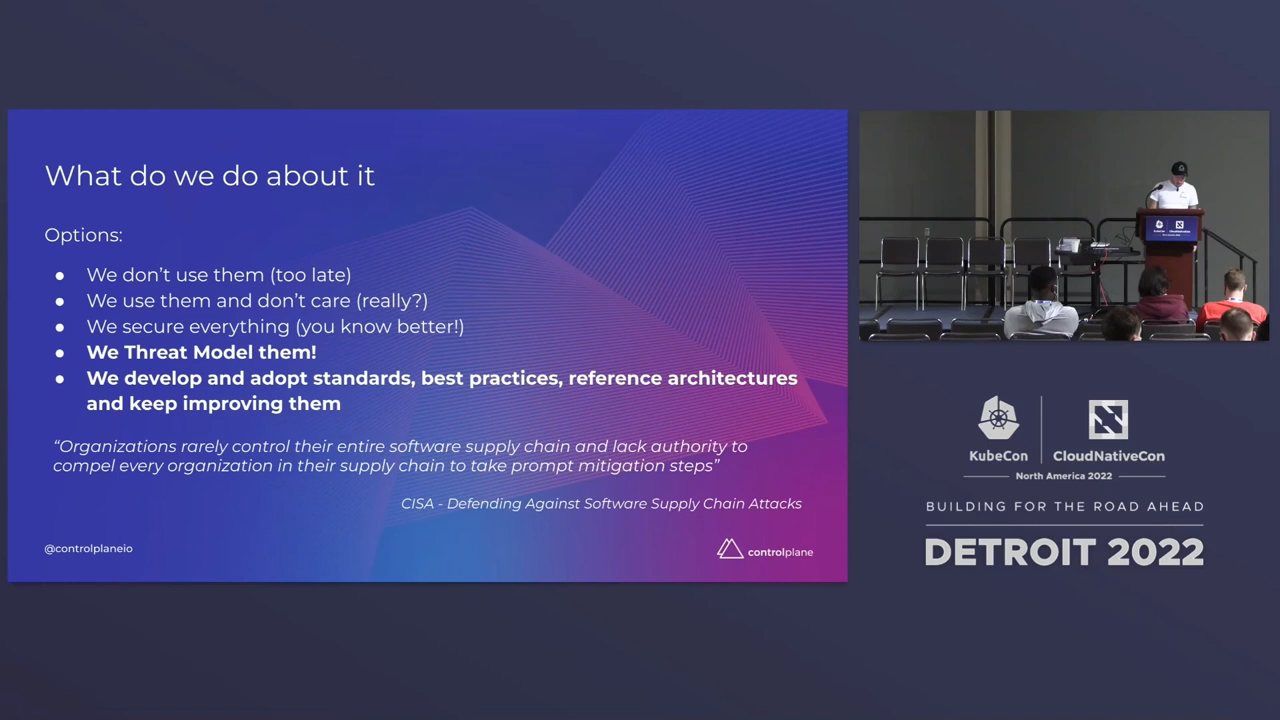 What do we do about it
Options:
● We don’t use them (too late)
● We use them and don’t care (really?)
● We secure everything (you know better!)
● We Threat Model them!
● We develop and adopt standards, best practices, reference architectures
and keep improving them
“Organizations rarely control their entire software supply chain and lack authority to
compel every organization in their supply chain to take prompt mitigation steps”
CISA - Defending Against Software Supply Chain Attacks
@controlplaneio
controlplane
KubeCon
CloudNativeCon
North America 2022
BUILDING FOR THE ROAD AHEAD
DETROIT 2022